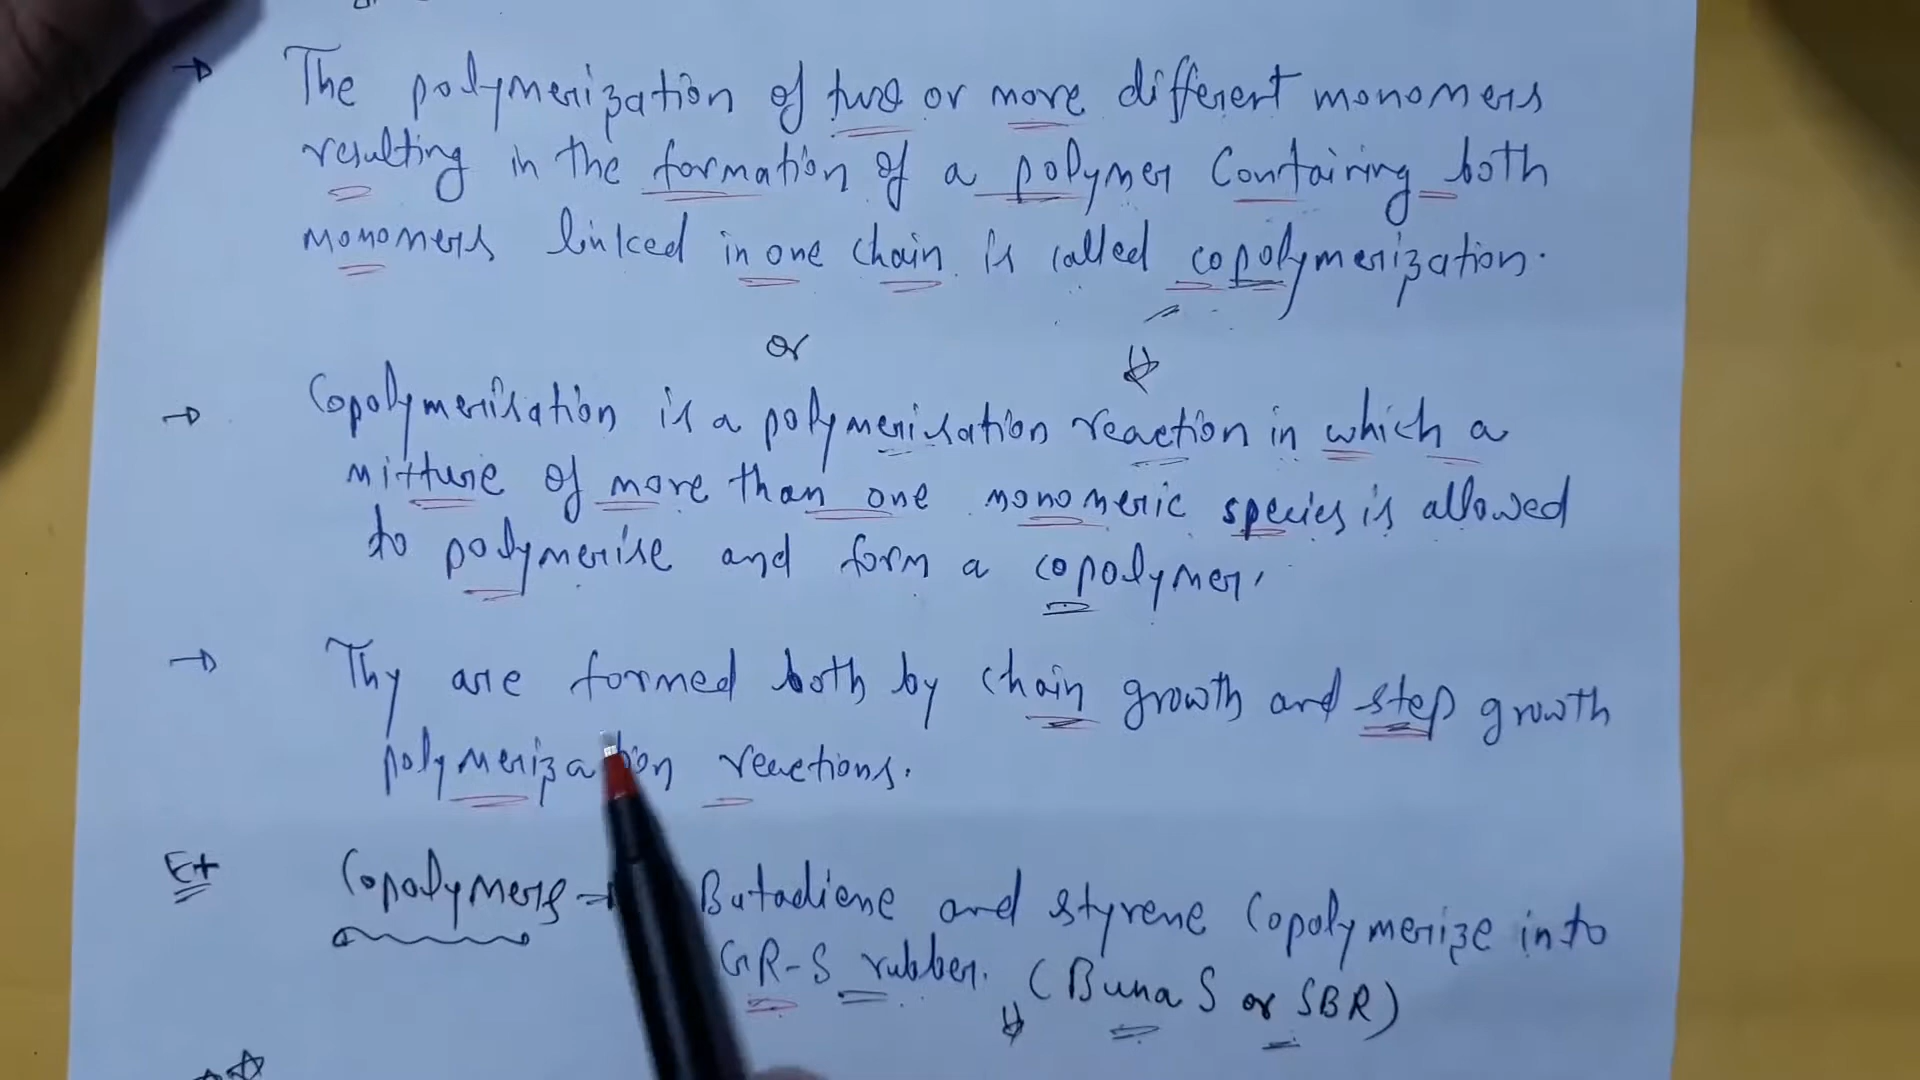 → The polymerization of two or more different monomers
resulting in the formation of a polymer Containing both
monomers linked in one chain is called copolymerization.
or
→ Copolymerisation is a polymerisation reaction in which a
mixture of more than one monomeric species is allowed
to polymerise and form a copolymer.
→ Thy are formed both by chain growth and step growth
polymerization reactions.
Ex Copolymers → Butadiene and styrene Copolymerize into
GR-S rubber. (Buna S or SBR)